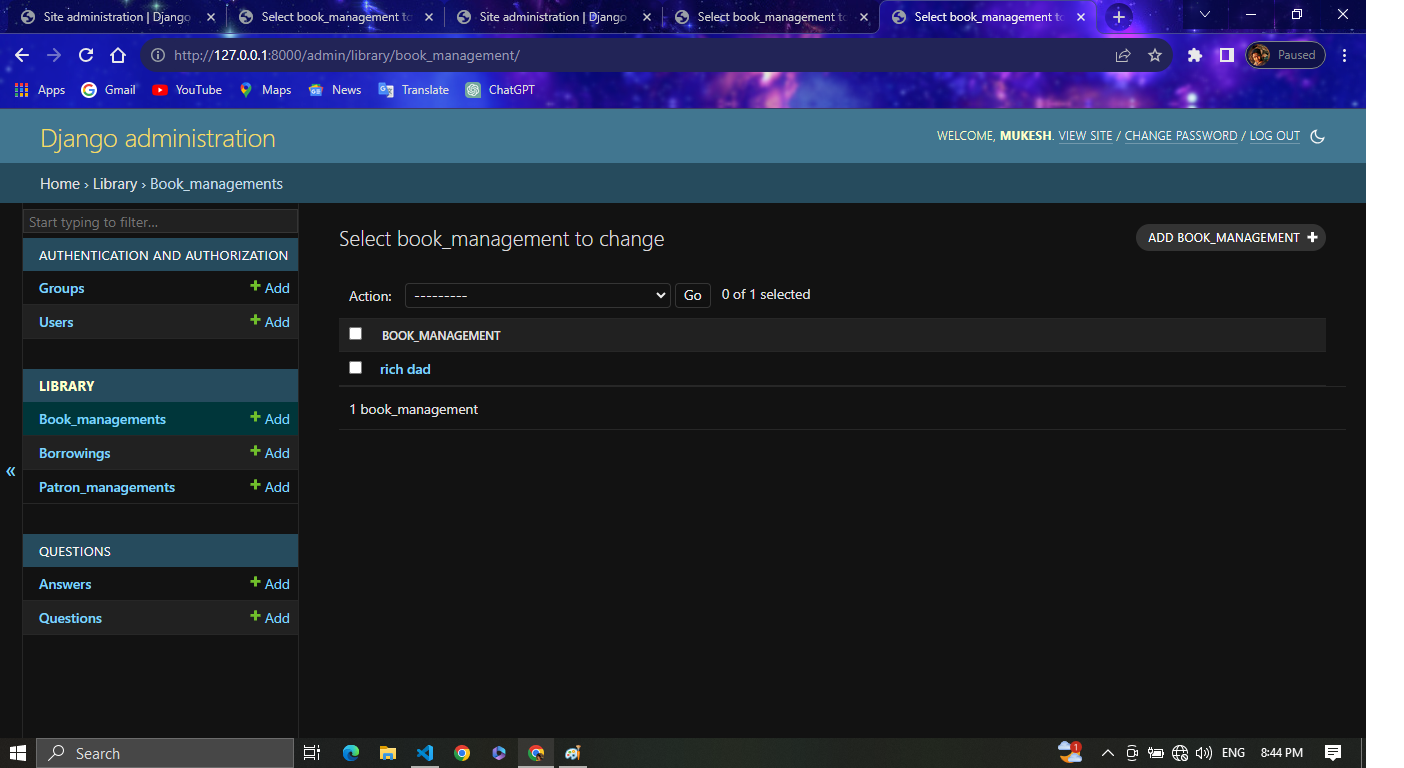 Site administration | Django
Select book_management to
Site administration | Django
Select book_management to
Select book_management to
http://127.0.0.1:8000/admin/library/book_management/
Paused
Apps
Gmail
YouTube
Maps
News
Translate
ChatGPT
Django administration
WELCOME, MUKESH. VIEW SITE / CHANGE PASSWORD / LOG OUT
Home › Library › Book_managements
Start typing to filter...
AUTHENTICATION AND AUTHORIZATION
Groups + Add
Users + Add
LIBRARY
Book_managements + Add
Borrowings + Add
Patron_managements + Add
QUESTIONS
Answers + Add
Questions + Add
«
Select book_management to change
ADD BOOK_MANAGEMENT +
Action: --------- Go 0 of 1 selected
BOOK_MANAGEMENT
rich dad
1 book_management
Search
1
ENG
8:44 PM